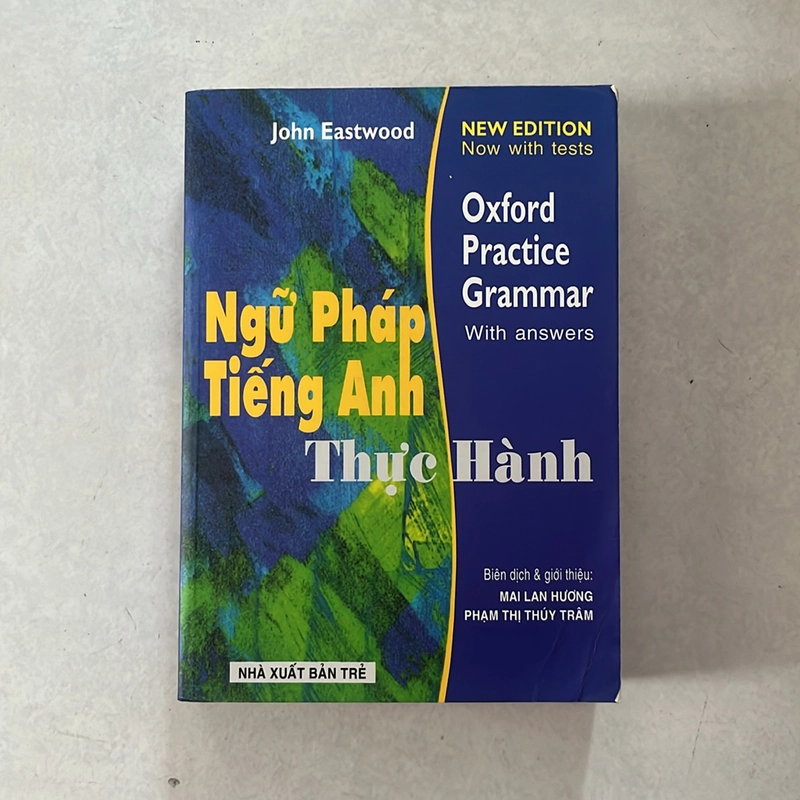 John Eastwood
NEW EDITION
Now with tests
Oxford
Practice
Grammar
With answers
Ngữ Pháp
Tiếng Anh
Thực Hành
Biên dịch & giới thiệu:
MAI LAN HƯƠNG
PHẠM THỊ THÚY TRÂM
NHÀ XUẤT BẢN TRẺ